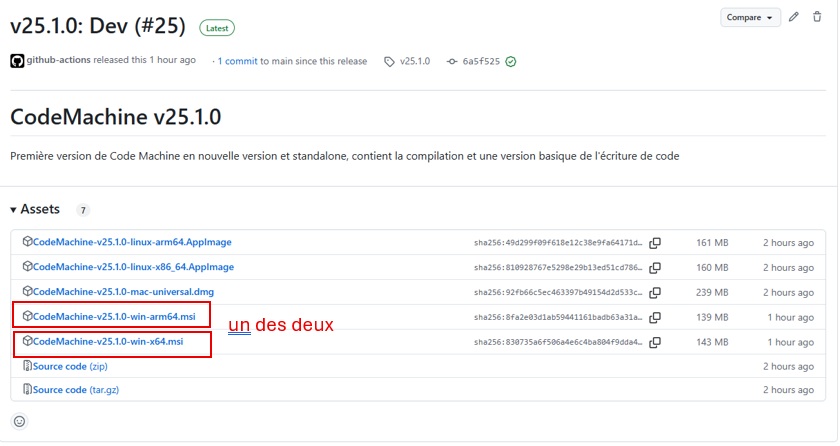 v25.1.0: Dev (#25) Latest
Compare
github-actions released this 1 hour ago · 1 commit to main since this release v25.1.0 6a5f525
CodeMachine v25.1.0
Première version de Code Machine en nouvelle version et standalone, contient la compilation et une version basique de l'écriture de code
Assets 7
CodeMachine-v25.1.0-linux-arm64.AppImage sha256:49d299f09f618e12c38e9fa64171d… 161 MB 2 hours ago
CodeMachine-v25.1.0-linux-x86_64.AppImage sha256:810928767e5298e29b13ed51cd786… 160 MB 2 hours ago
CodeMachine-v25.1.0-mac-universal.dmg sha256:92fb66c5ec463397b49154d2d533c… 239 MB 2 hours ago
CodeMachine-v25.1.0-win-arm64.msi sha256:8fa2e03d1ab59441161badb63a31a… 139 MB 1 hour ago
un des deux
CodeMachine-v25.1.0-win-x64.msi sha256:830735a6f506a4e6c4ba804f9dda4… 143 MB 1 hour ago
Source code (zip) 2 hours ago
Source code (tar.gz) 2 hours ago